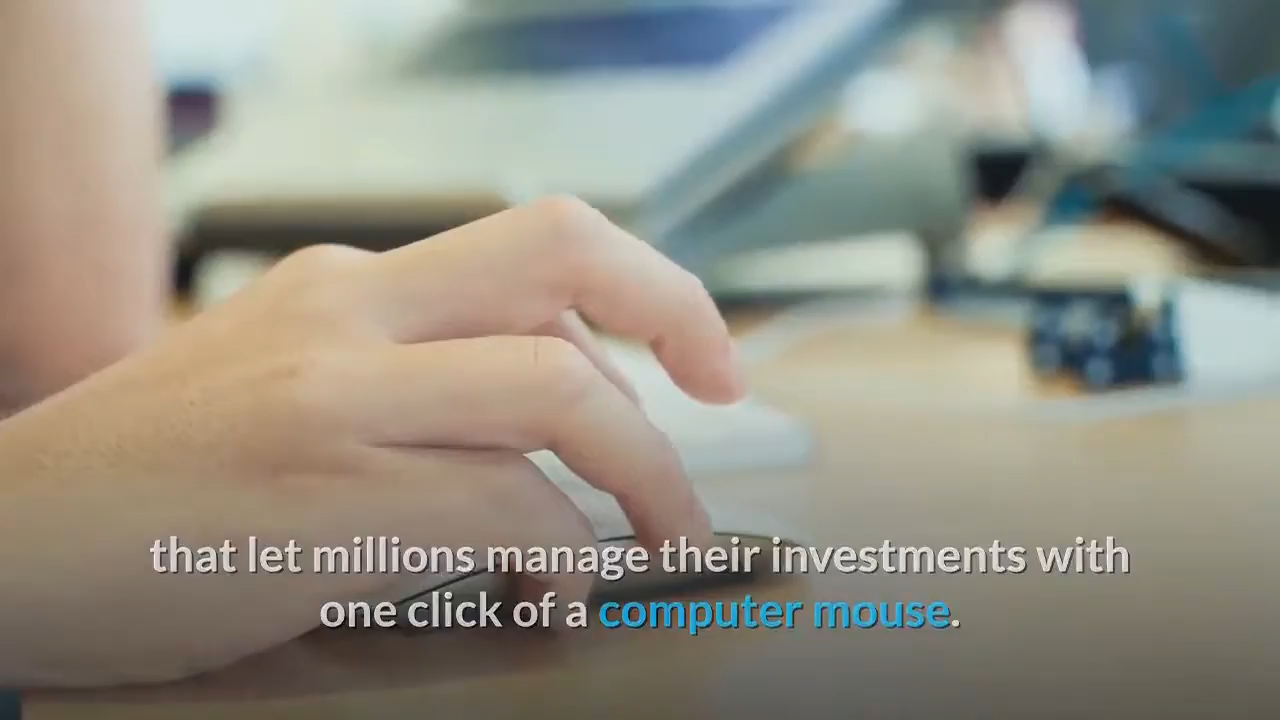 that let millions manage their investments with
one click of a computer mouse.